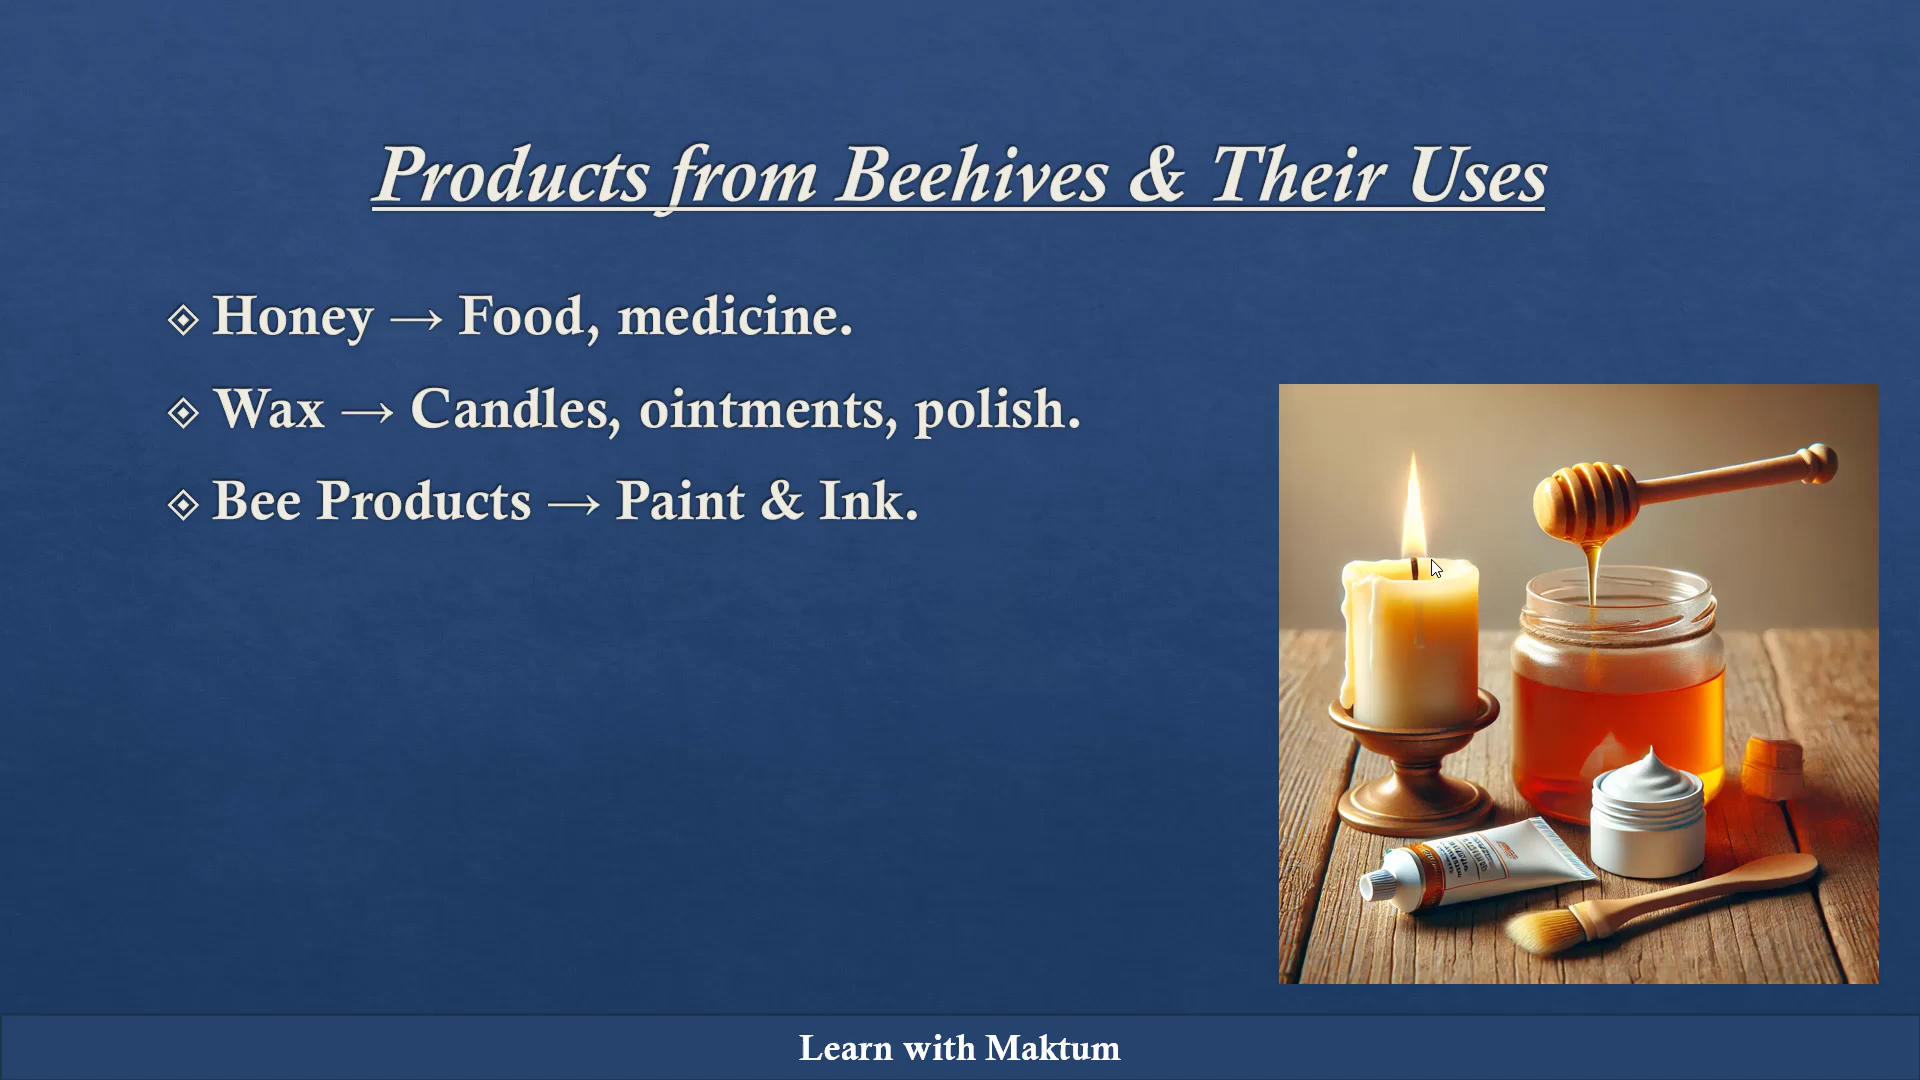 Products from Beehives & Their Uses
Honey → Food, medicine.
Wax → Candles, ointments, polish.
Bee Products → Paint & Ink.
Learn with Maktum